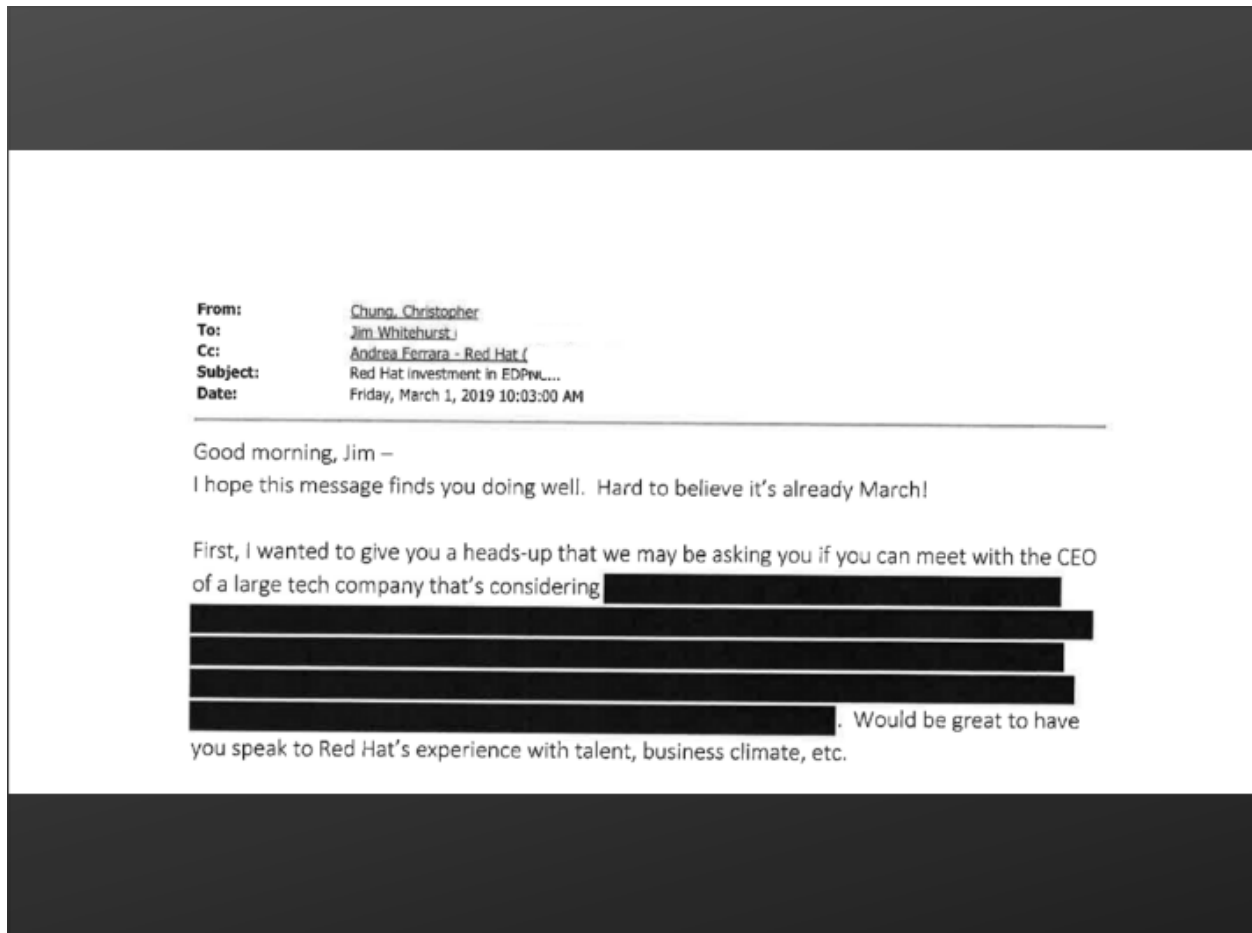 From: Chung, Christopher
To: Jim Whitehurst
Cc: Andrea Ferrara - Red Hat (
Subject: Red Hat investment in
Date: Friday, March 1, 2019 10:03:00 AM
Good morning, Jim –
I hope this message finds you doing well. Hard to believe it's already March!
First, I wanted to give you a heads-up that we may be asking you if you can meet with the CEO
of a large tech company that's considering
. Would be great to have
you speak to Red Hat's experience with talent, business climate, etc.